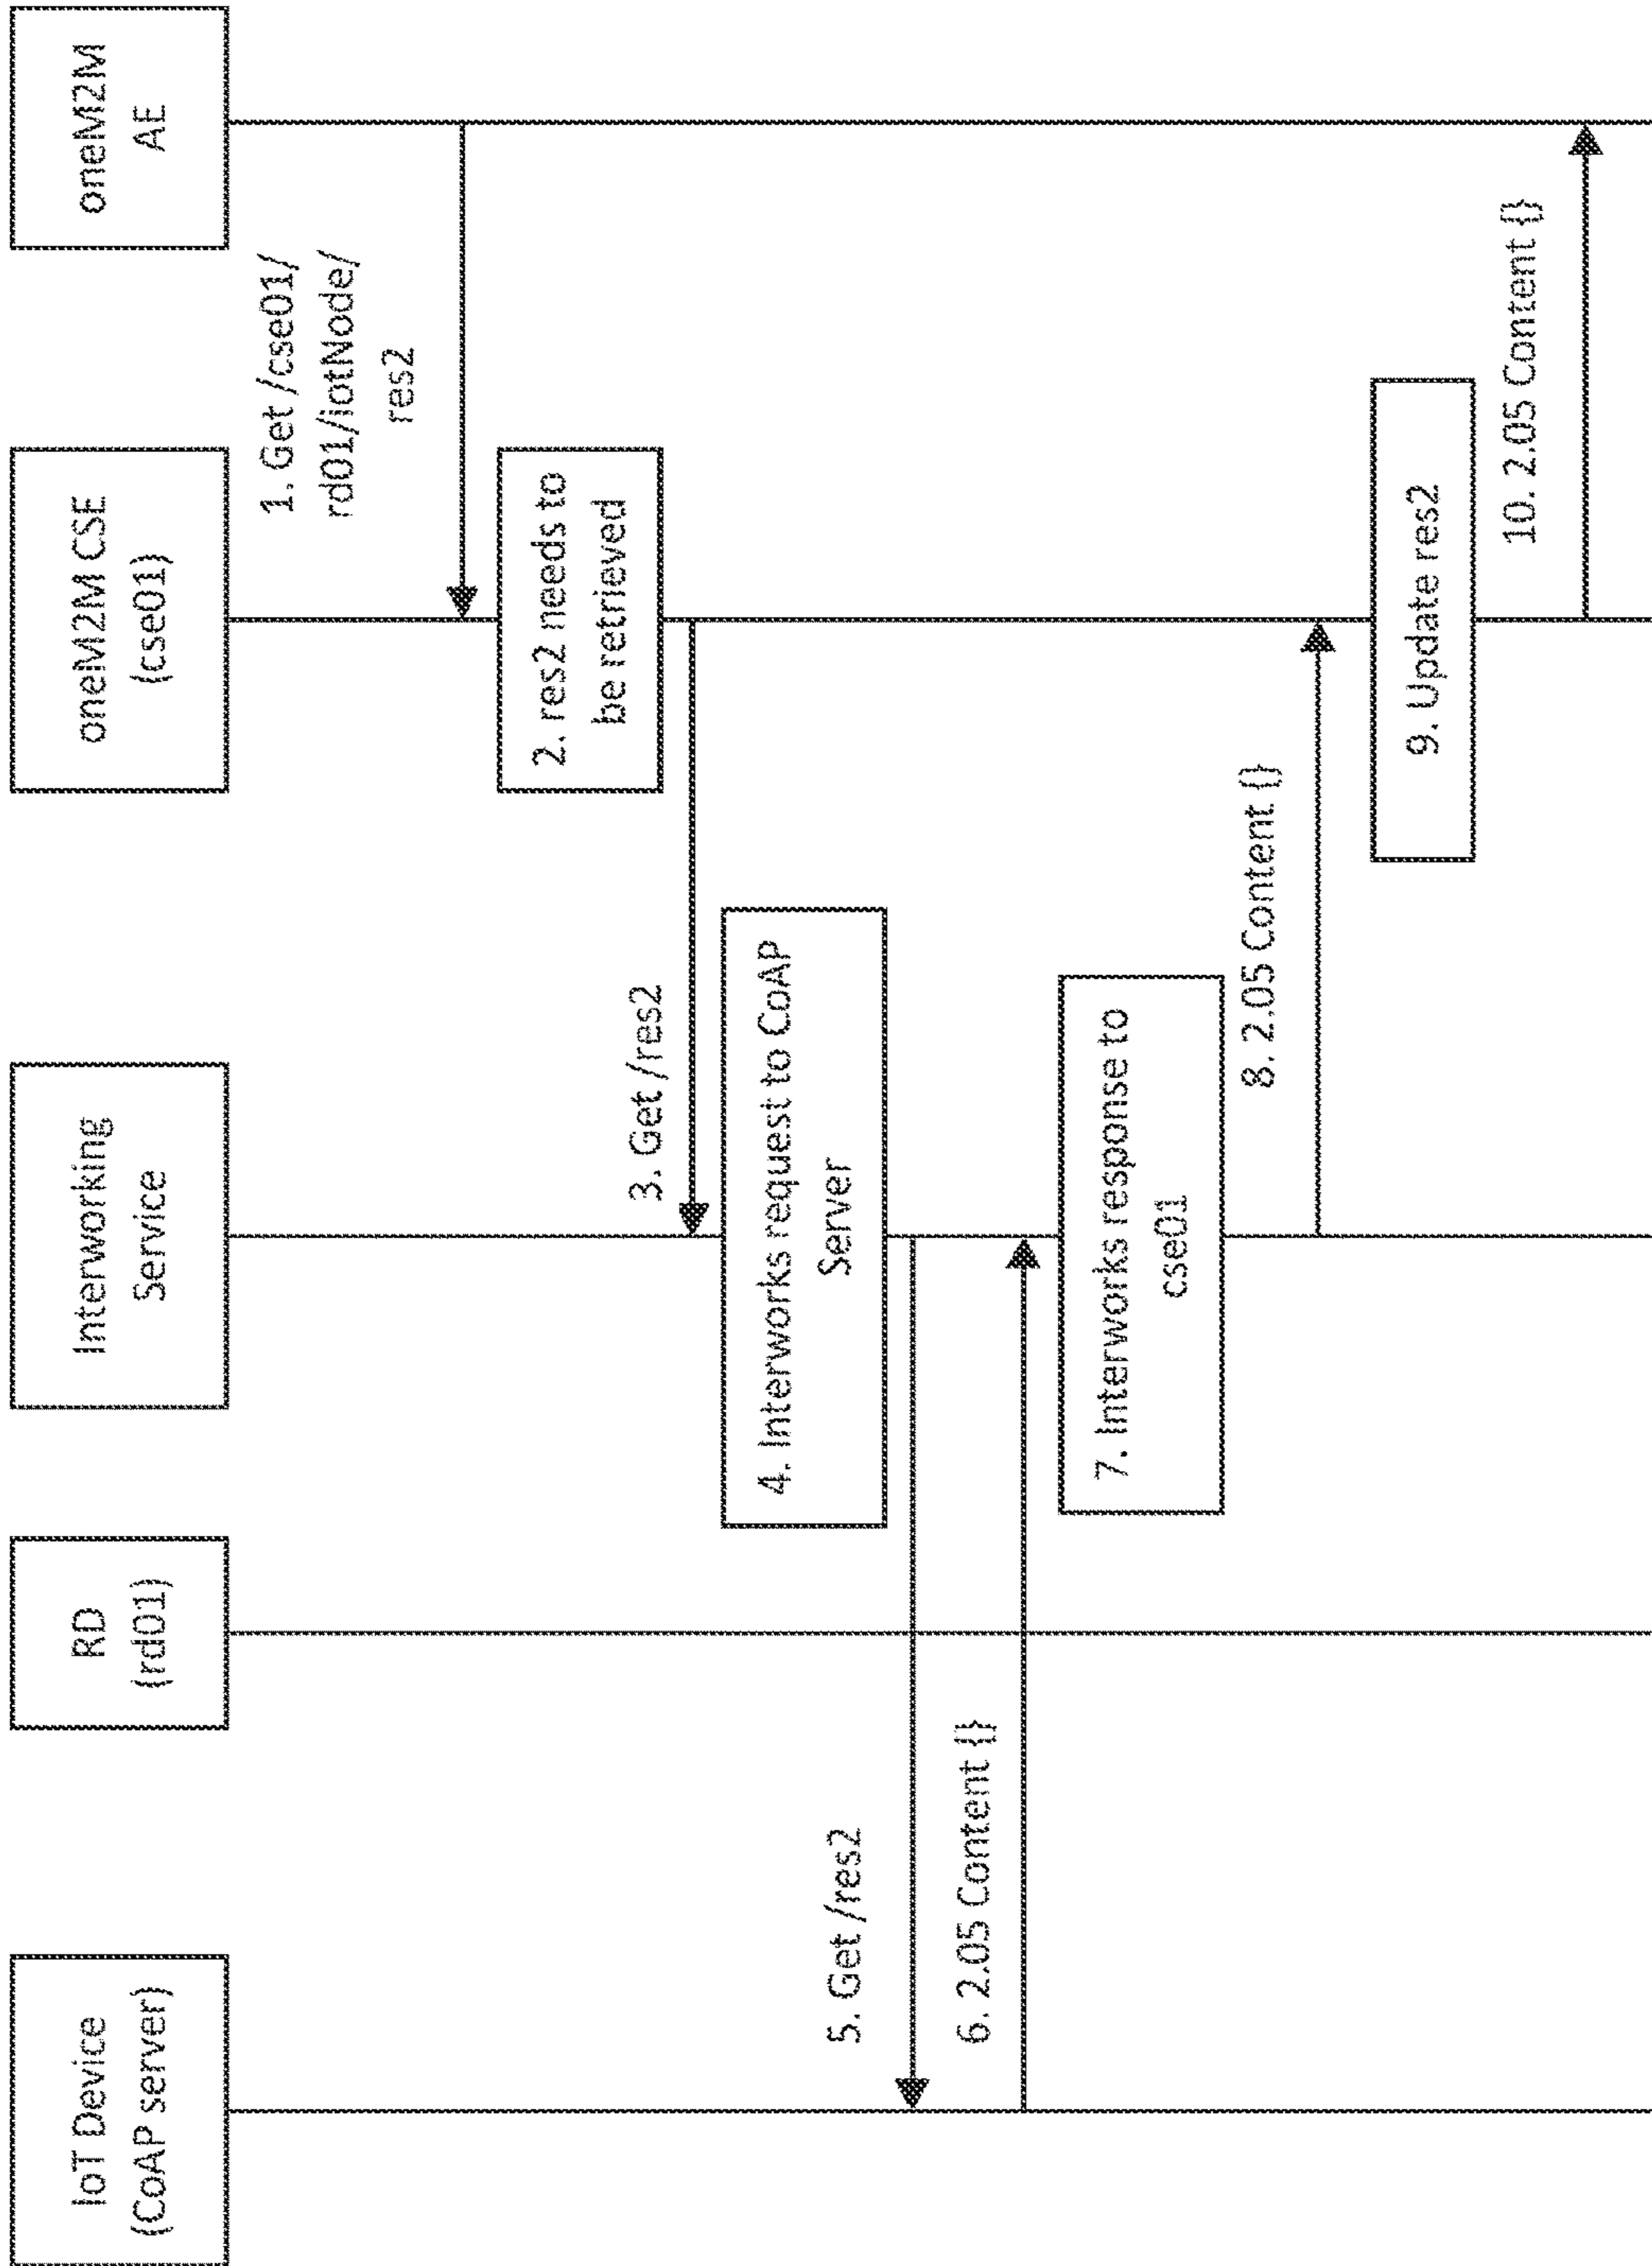 IoT Device
(CoAP server)
RD
(rd01)
Interworking
Service
oneM2M CSE
(cse01)
oneM2M
AE
1. Get /cse01/
rd01/iotNode/
res2
2. res2 needs to
be retrieved
3. Get /res2
4. Interworks request to CoAP
Server
5. Get /res2
6. 2.05 Content {}
7. Interworks response to
cse01
8. 2.05 Content {}
9. Update res2
10. 2.05 Content {}